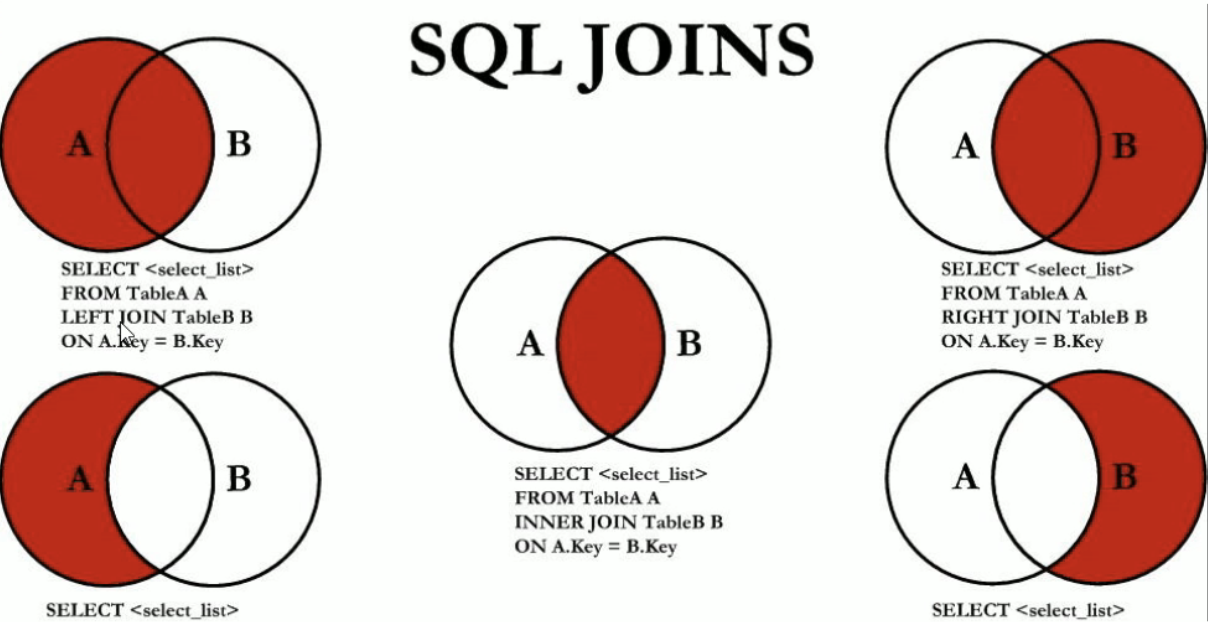 SQL JOINS
A B
SELECT <select_list>
FROM TableA A
LEFT JOIN TableB B
ON A.Key = B.Key
A B
SELECT <select_list>
FROM TableA A
RIGHT JOIN TableB B
ON A.Key = B.Key
A B
SELECT <select_list>
FROM TableA A
INNER JOIN TableB B
ON A.Key = B.Key
A B
SELECT <select_list>
A B
SELECT <select_list>